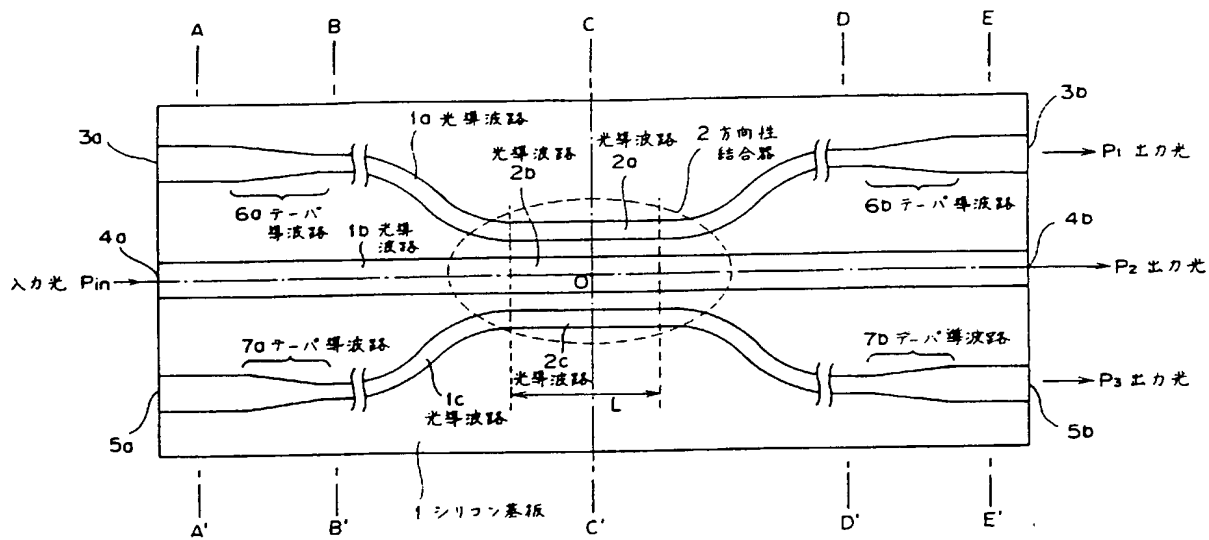 A
B
C
D
E
3a
1a 光導波路
光導波路
2b
光導波路
2a
2 方向性
結合器
3b
P1 出力光
6a テーパ
導波路
6b テーパ導波路
4a
1b 光導
波路
4b
入力光 Pin
O
P2 出力光
7a テーパ導波路
7b テーパ導波路
2c
光導波路
L
P3 出力光
1c
光導波路
5a
5b
1 シリコン基板
A'
B'
C'
D'
E'